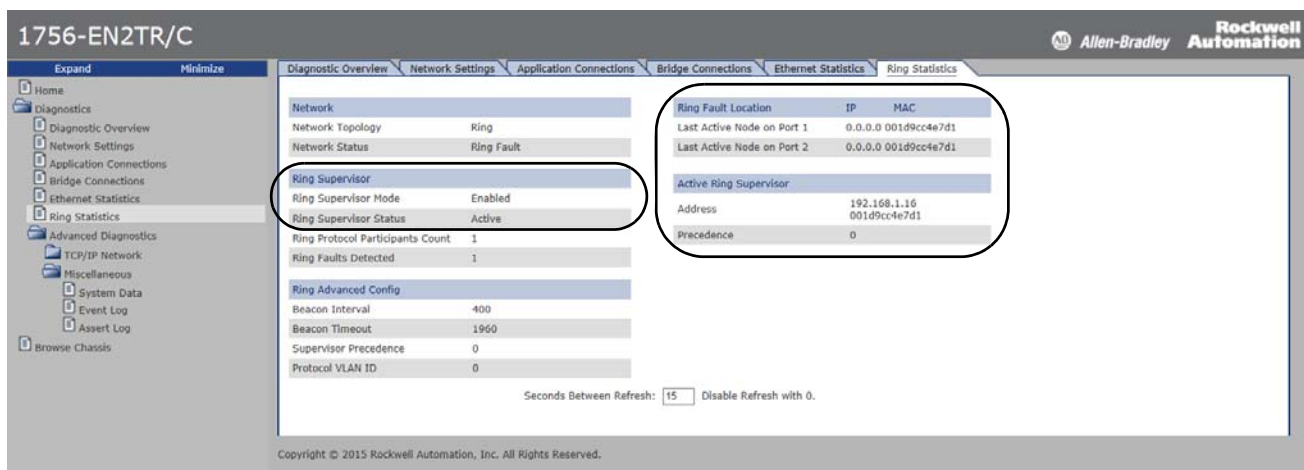 1756-EN2TR/C
Allen-Bradley
Rockwell
Automation
Expand Minimize
Home
Diagnostics
Diagnostic Overview
Network Settings
Application Connections
Bridge Connections
Ethernet Statistics
Ring Statistics
Advanced Diagnostics
TCP/IP Network
Miscellaneous
System Data
Event Log
Assert Log
Browse Chassis
Diagnostic Overview Network Settings Application Connections Bridge Connections Ethernet Statistics Ring Statistics
Network
Network Topology Ring
Network Status Ring Fault
Ring Supervisor
Ring Supervisor Mode Enabled
Ring Supervisor Status Active
Ring Protocol Participants Count 1
Ring Faults Detected 1
Ring Advanced Config
Beacon Interval 400
Beacon Timeout 1960
Supervisor Precedence 0
Protocol VLAN ID 0
Ring Fault Location IP MAC
Last Active Node on Port 1 0.0.0.0 001d9cc4e7d1
Last Active Node on Port 2 0.0.0.0 001d9cc4e7d1
Active Ring Supervisor
Address 192.168.1.16
001d9cc4e7d1
Precedence 0
Seconds Between Refresh: 15 Disable Refresh with 0.
Copyright © 2015 Rockwell Automation, Inc. All Rights Reserved.